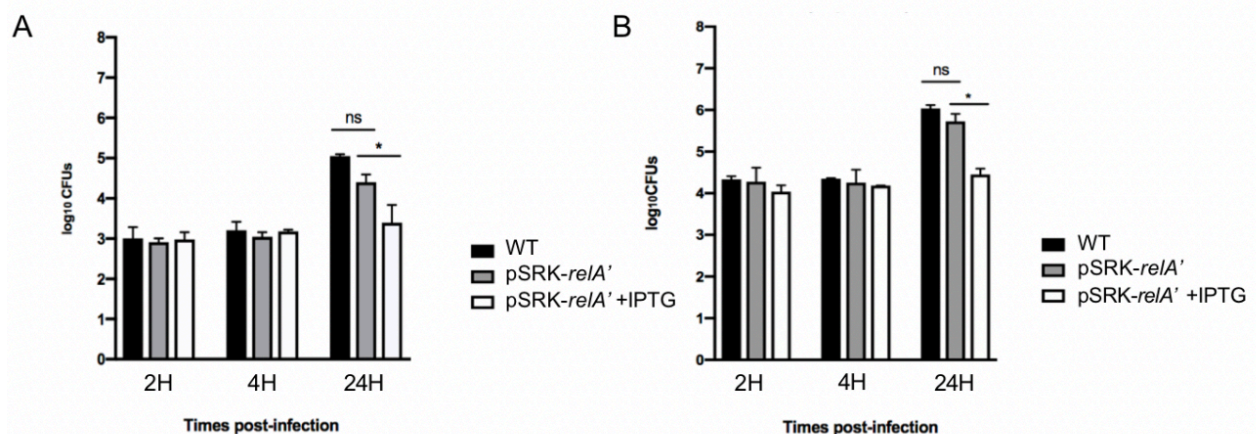 A
8
7
6
5
4
3
2
1
0
log₁₀ CFUs
ns
*
2H 4H 24H
Times post-infection
WT
pSRK-relA’
pSRK-relA’ +IPTG
B
8
7
6
5
4
3
2
1
0
log₁₀CFUs
ns
*
2H 4H 24H
Times post-infection
WT
pSRK-relA’
pSRK-relA’ +IPTG